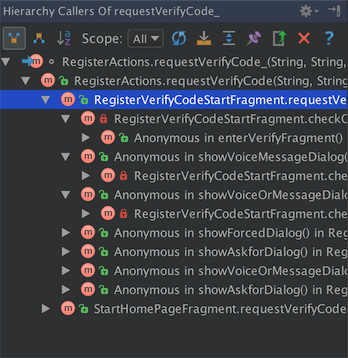 Hierarchy Callers Of requestVerifyCode_
Scope: All
RegisterActions.requestVerifyCode_(String, String,
RegisterActions.requestVerifyCode(String, String
RegisterVerifyCodeStartFragment.requestVe
RegisterVerifyCodeStartFragment.checkC
Anonymous in enterVerifyFragment()
Anonymous in showVoiceMessageDialog(
RegisterVerifyCodeStartFragment.che
Anonymous in showVoiceOrMessageDialo
RegisterVerifyCodeStartFragment.che
Anonymous in showForcedDialog() in Re
Anonymous in showAskforDialog() in Reg
Anonymous in showVoiceOrMessageDialo
Anonymous in showAskforDialog() in Reg
StartHomePageFragment.requestVerifyCode